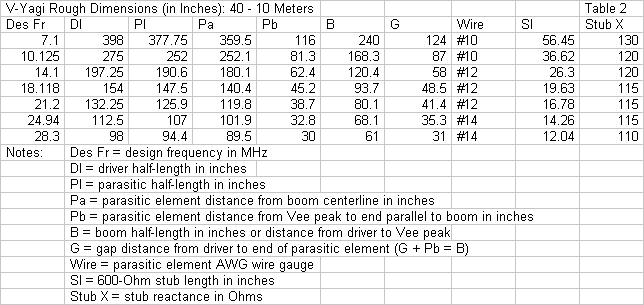 V-Yagi Rough Dimensions (in Inches): 40 - 10 Meters Table 2
Des Fr Dl Pl Pa Pb B G Wire Sl Stub X
7.1 398 377.75 359.5 116 240 124 #10 56.45 130
10.125 275 252 252.1 81.3 168.3 87 #10 36.62 120
14.1 197.25 190.6 180.1 62.4 120.4 58 #12 26.3 120
18.118 154 147.5 140.4 45.2 93.7 48.5 #12 19.63 115
21.2 132.25 125.9 119.8 38.7 80.1 41.4 #12 16.78 115
24.94 112.5 107 101.9 32.8 68.1 35.3 #14 14.26 115
28.3 98 94.4 89.5 30 61 31 #14 12.04 110
Notes: Des Fr = design frequency in MHz
Dl = driver half-length in inches
Pl = parasitic half-length in inches
Pa = parasitic element distance from boom centerline in inches
Pb = parasitic element distance from Vee peak to end parallel to boom in inches
B = boom half-length in inches or distance from driver to Vee peak
G = gap distance from driver to end of parasitic element (G + Pb = B)
Wire = parasitic element AWG wire gauge
Sl = 600-Ohm stub length in inches
Stub X = stub reactance in Ohms